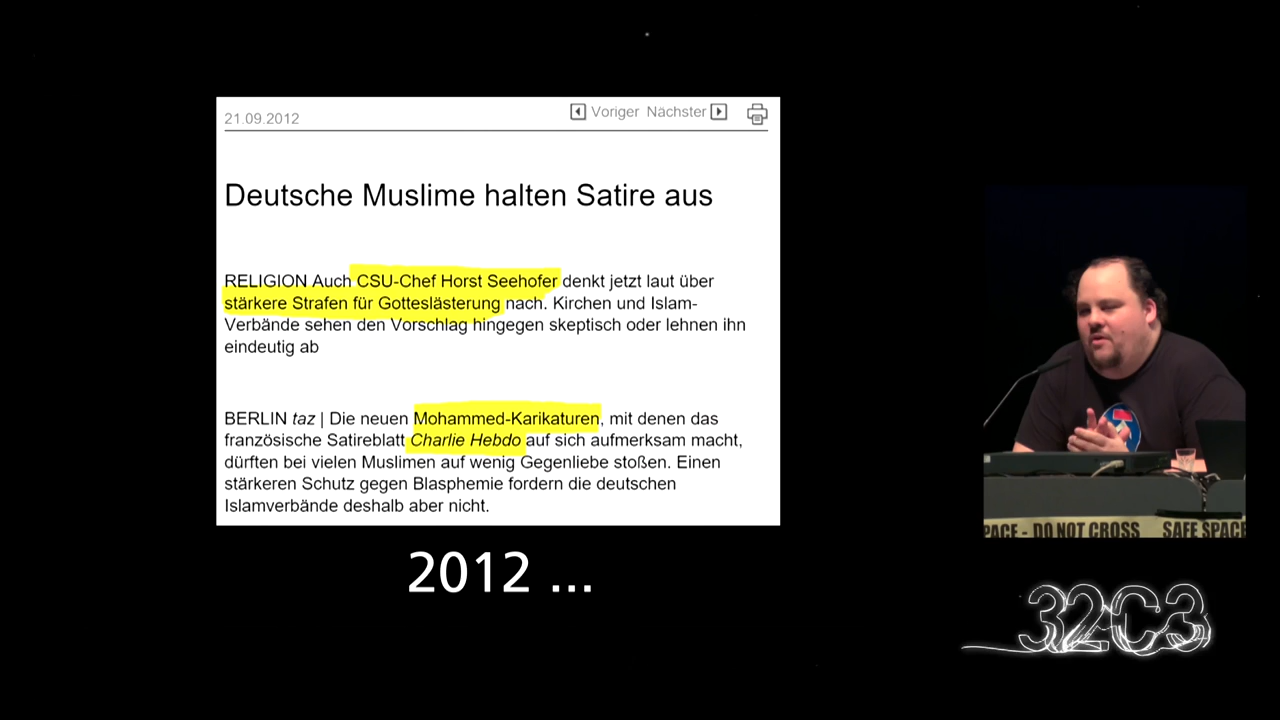 21.09.2012
Voriger Nächster
Deutsche Muslime halten Satire aus
RELIGION Auch CSU-Chef Horst Seehofer denkt jetzt laut über
stärkere Strafen für Gotteslästerung nach. Kirchen und Islam-
Verbände sehen den Vorschlag hingegen skeptisch oder lehnen ihn
eindeutig ab
BERLIN taz | Die neuen Mohammed-Karikaturen, mit denen das
französische Satireblatt Charlie Hebdo auf sich aufmerksam macht,
dürften bei vielen Muslimen auf wenig Gegenliebe stoßen. Einen
stärkeren Schutz gegen Blasphemie fordern die deutschen
Islamverbände deshalb aber nicht.
2012 ...
PACE - DO NOT CROSS SAFE SPACE
32C3